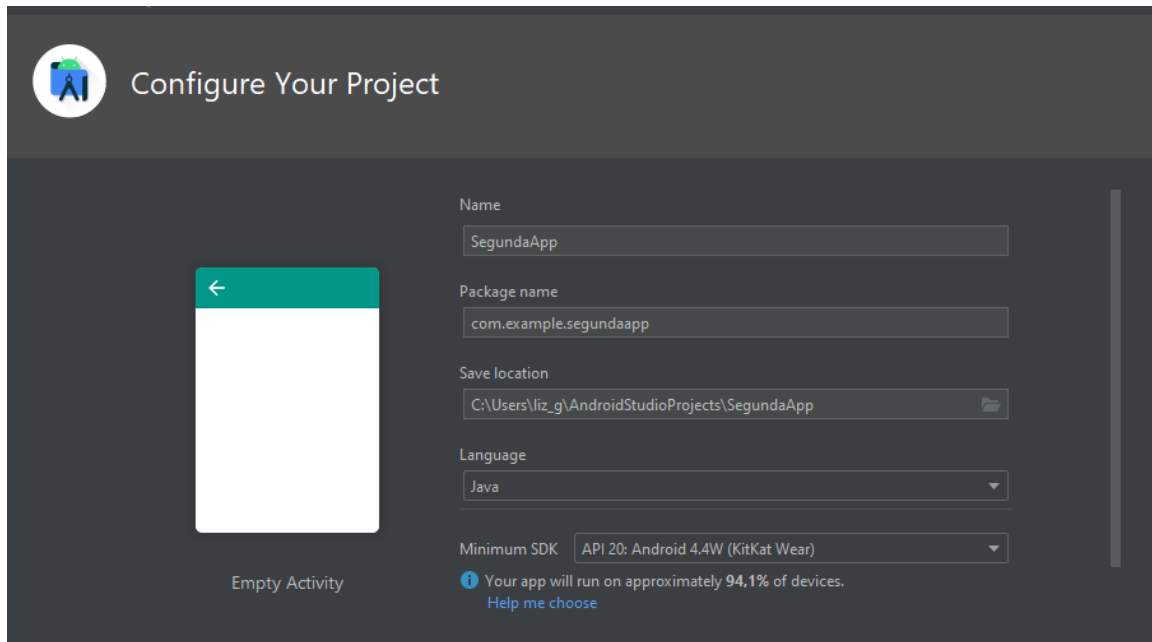 Configure Your Project
Name
SegundaApp
Package name
com.example.segundaapp
Save location
C:\Users\liz_g\AndroidStudioProjects\SegundaApp
Language
Java
Minimum SDK API 20: Android 4.4W (KitKat Wear)
Your app will run on approximately 94,1% of devices.
Help me choose
Empty Activity